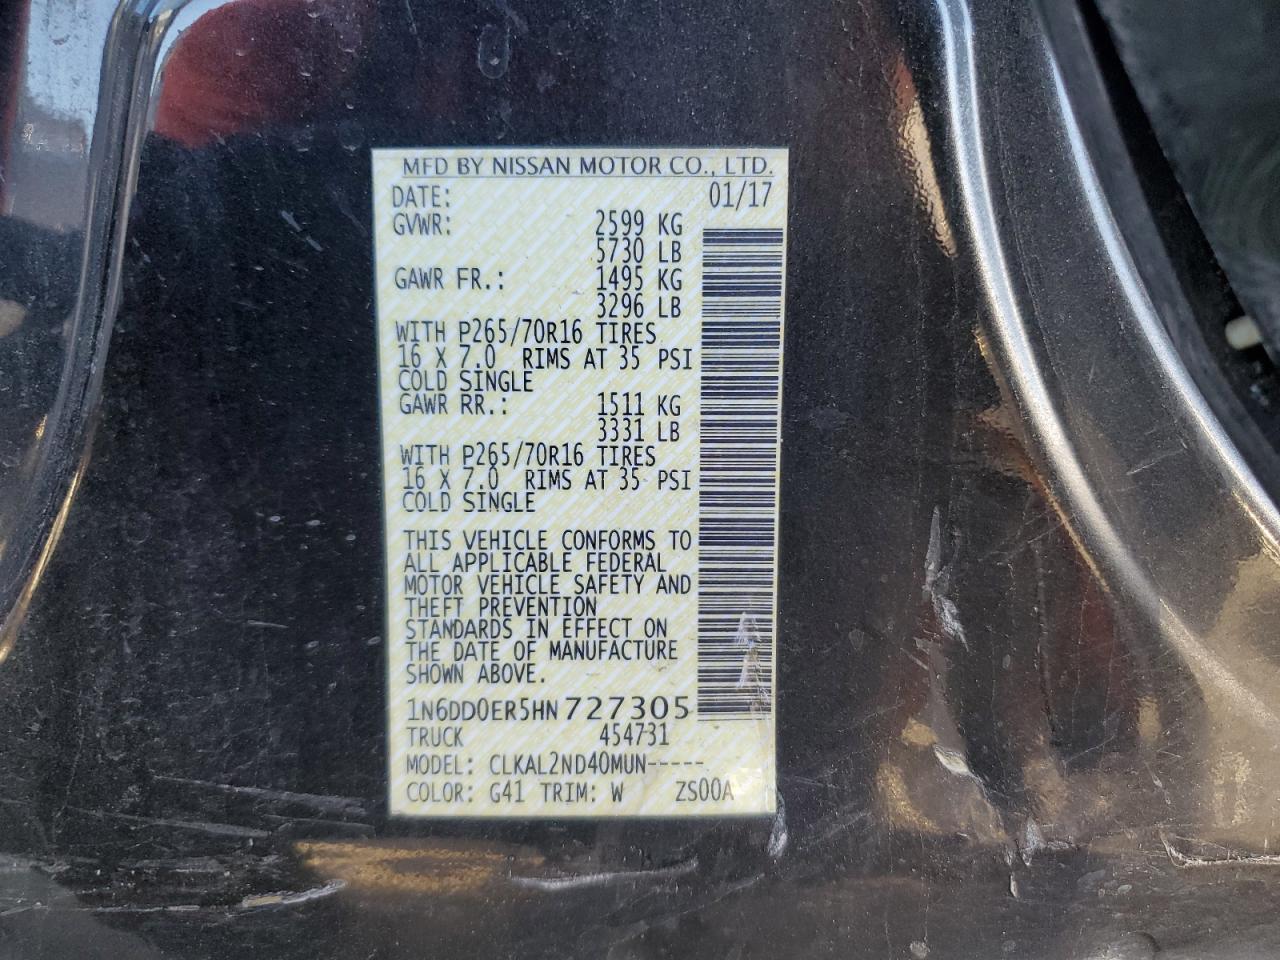 MFD BY NISSAN MOTOR CO., LTD.
DATE: 01/17
GVWR: 2599 KG
5730 LB
GAWR FR.: 1495 KG
3296 LB
WITH P265/70R16 TIRES
16 X 7.0 RIMS AT 35 PSI
COLD SINGLE
GAWR RR.: 1511 KG
3331 LB
WITH P265/70R16 TIRES
16 X 7.0 RIMS AT 35 PSI
COLD SINGLE
THIS VEHICLE CONFORMS TO
ALL APPLICABLE FEDERAL
MOTOR VEHICLE SAFETY AND
THEFT PREVENTION
STANDARDS IN EFFECT ON
THE DATE OF MANUFACTURE
SHOWN ABOVE.
1N6DD0ER5HN727305
TRUCK 454731
MODEL: CLKAL2ND40MUN-----
COLOR: G41 TRIM: W ZS00A